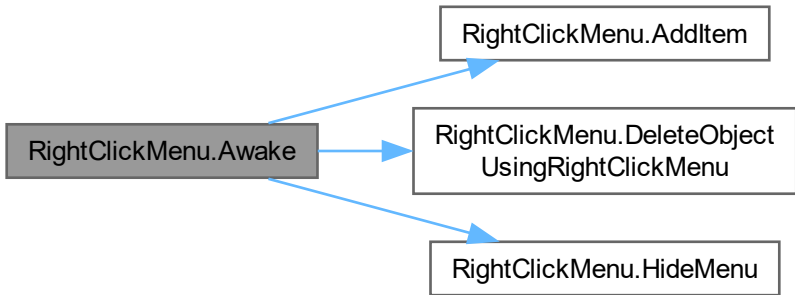 RightClickMenu.AddItem
RightClickMenu.Awake
RightClickMenu.DeleteObject
UsingRightClickMenu
RightClickMenu.HideMenu